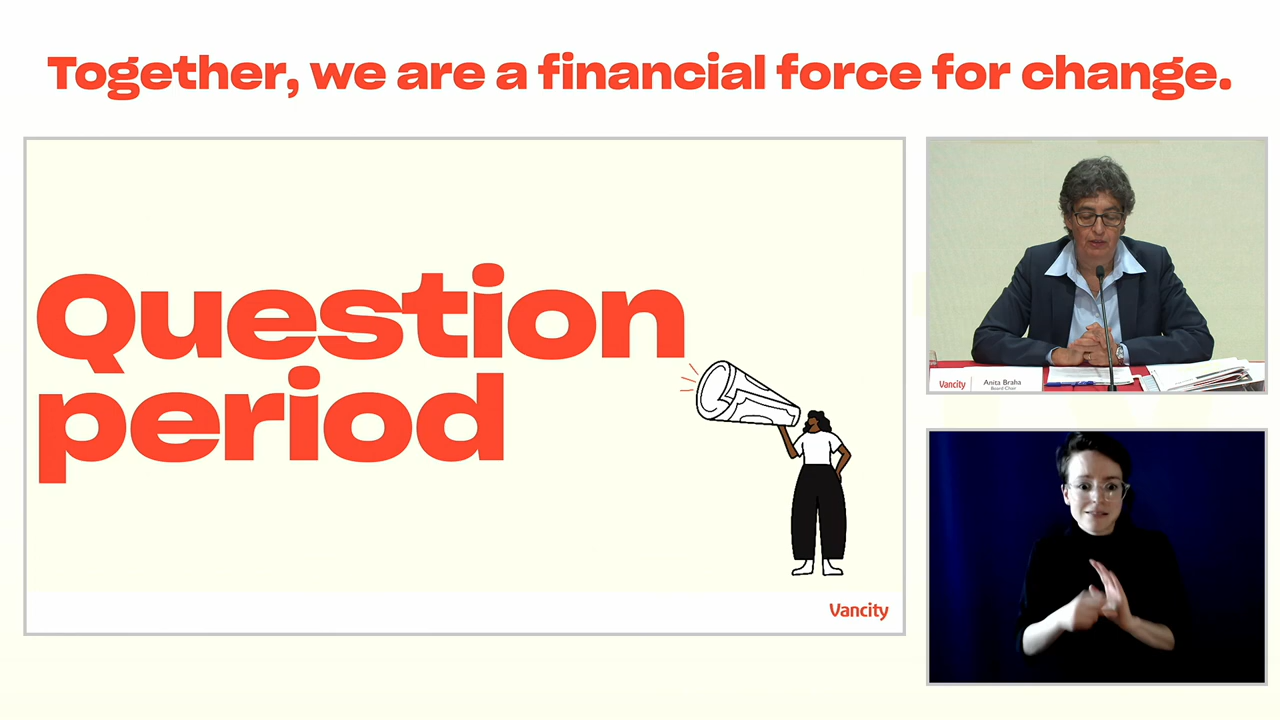 Together, we are a financial force for change.
Question
period
Vancity
Vancity
Anita Braha
Board Chair